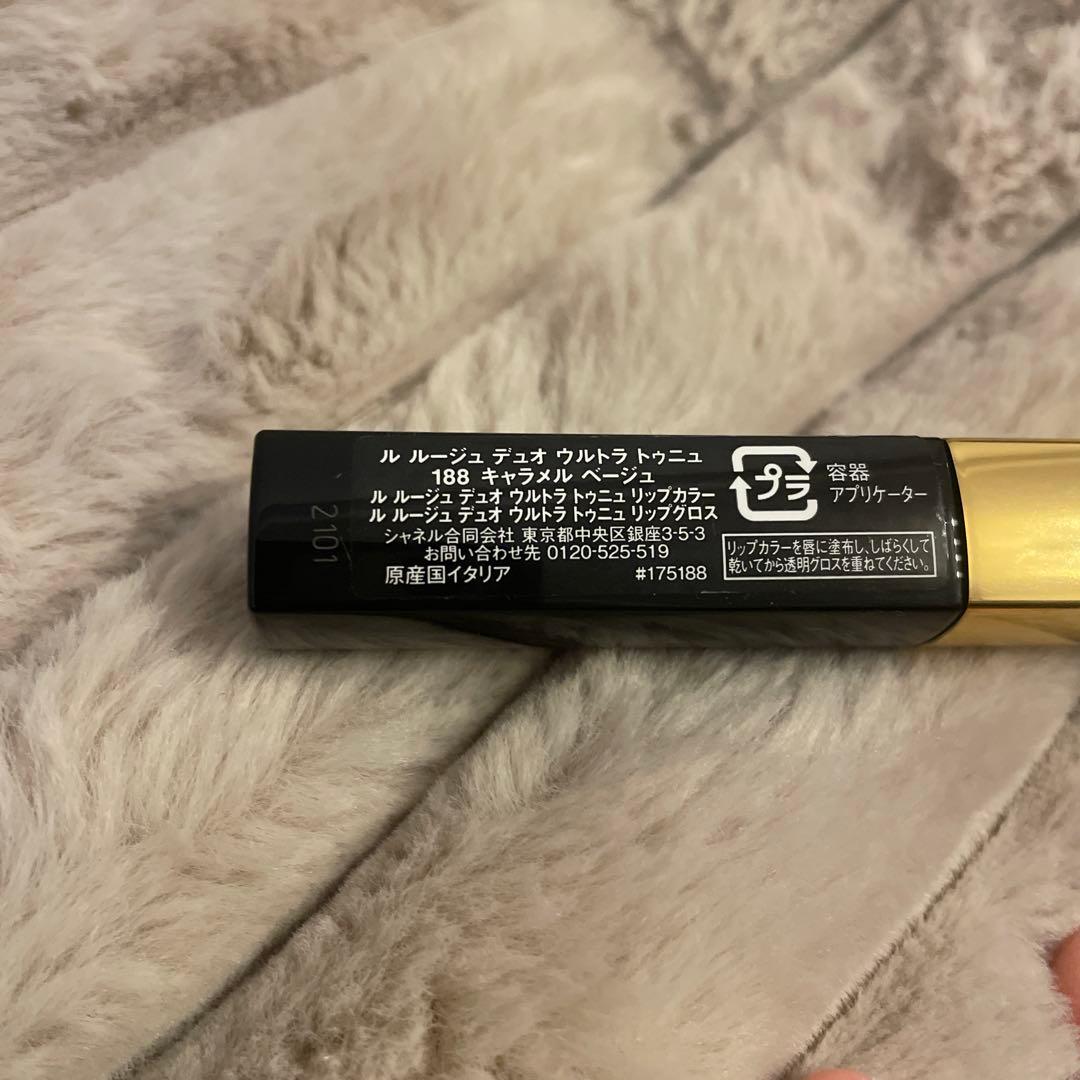 ル ルージュ デュオ ウルトラ トゥニュ
188 キャラメル ベージュ
ル ルージュ デュオ ウルトラ トゥニュ リップカラー
ル ルージュ デュオ ウルトラ トゥニュ リップグロス
シャネル合同会社 東京都中央区銀座3-5-3
お問い合わせ先 0120-525-519
原産国イタリア #175188
プラ
容器
アプリケーター
リップカラーを唇に塗布し、しばらくして
乾いてから透明グロスを重ねてください。
2101